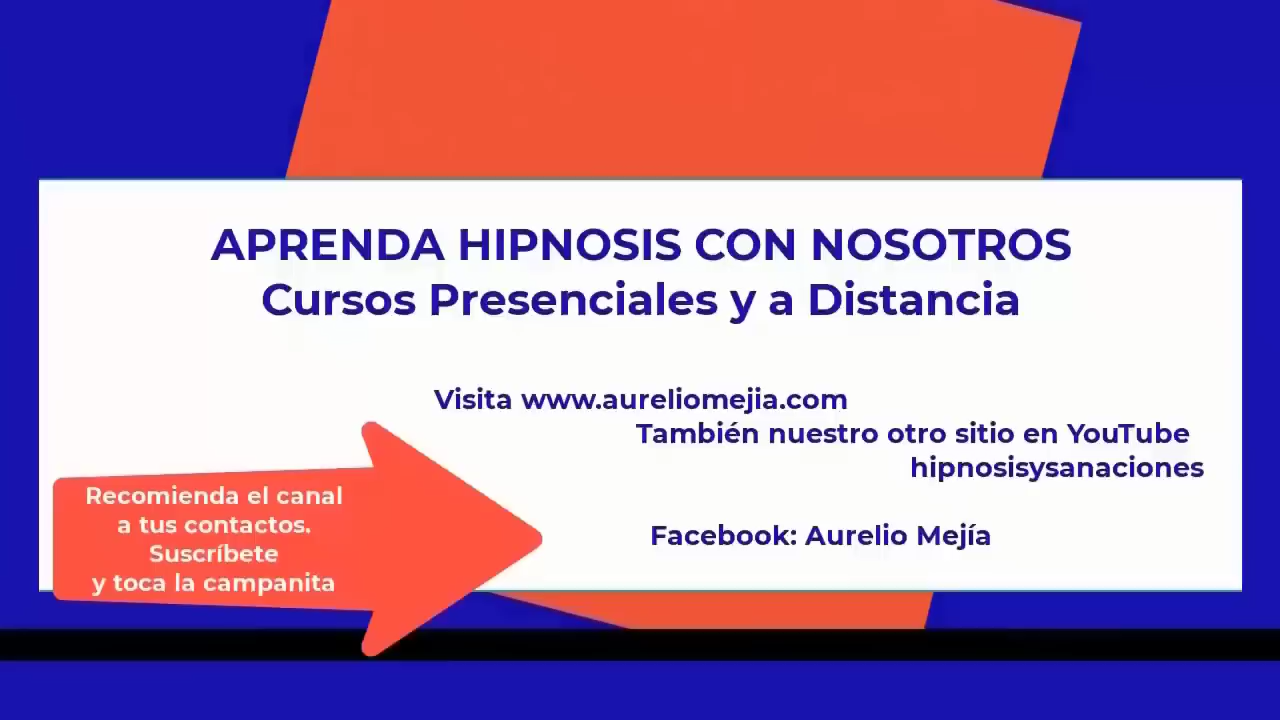 APRENDA HIPNOSIS CON NOSOTROS
Cursos Presenciales y a Distancia
Visita www.aureliomejia.com
También nuestro otro sitio en YouTube
hipnosisysanaciones
Facebook: Aurelio Mejía
Recomienda el canal
a tus contactos.
Suscríbete
y toca la campanita